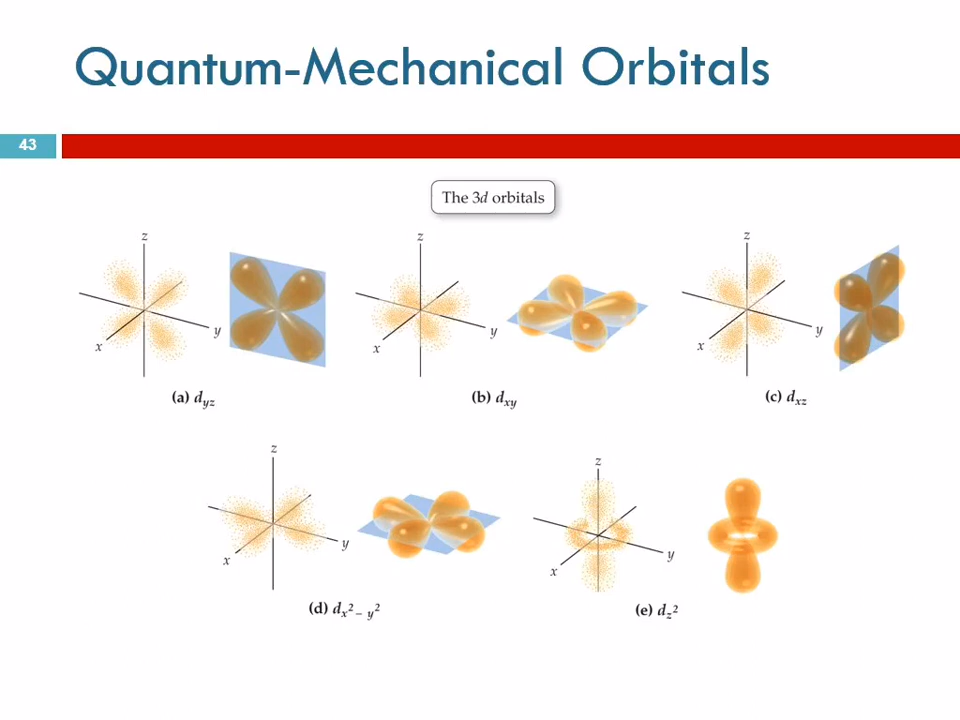 Quantum-Mechanical Orbitals
43
The 3d orbitals
z
y
x
(a) dyz
z
y
x
(b) dxy
z
y
x
(c) dxz
z
y
x
(d) dx² − y²
z
y
x
(e) dz²